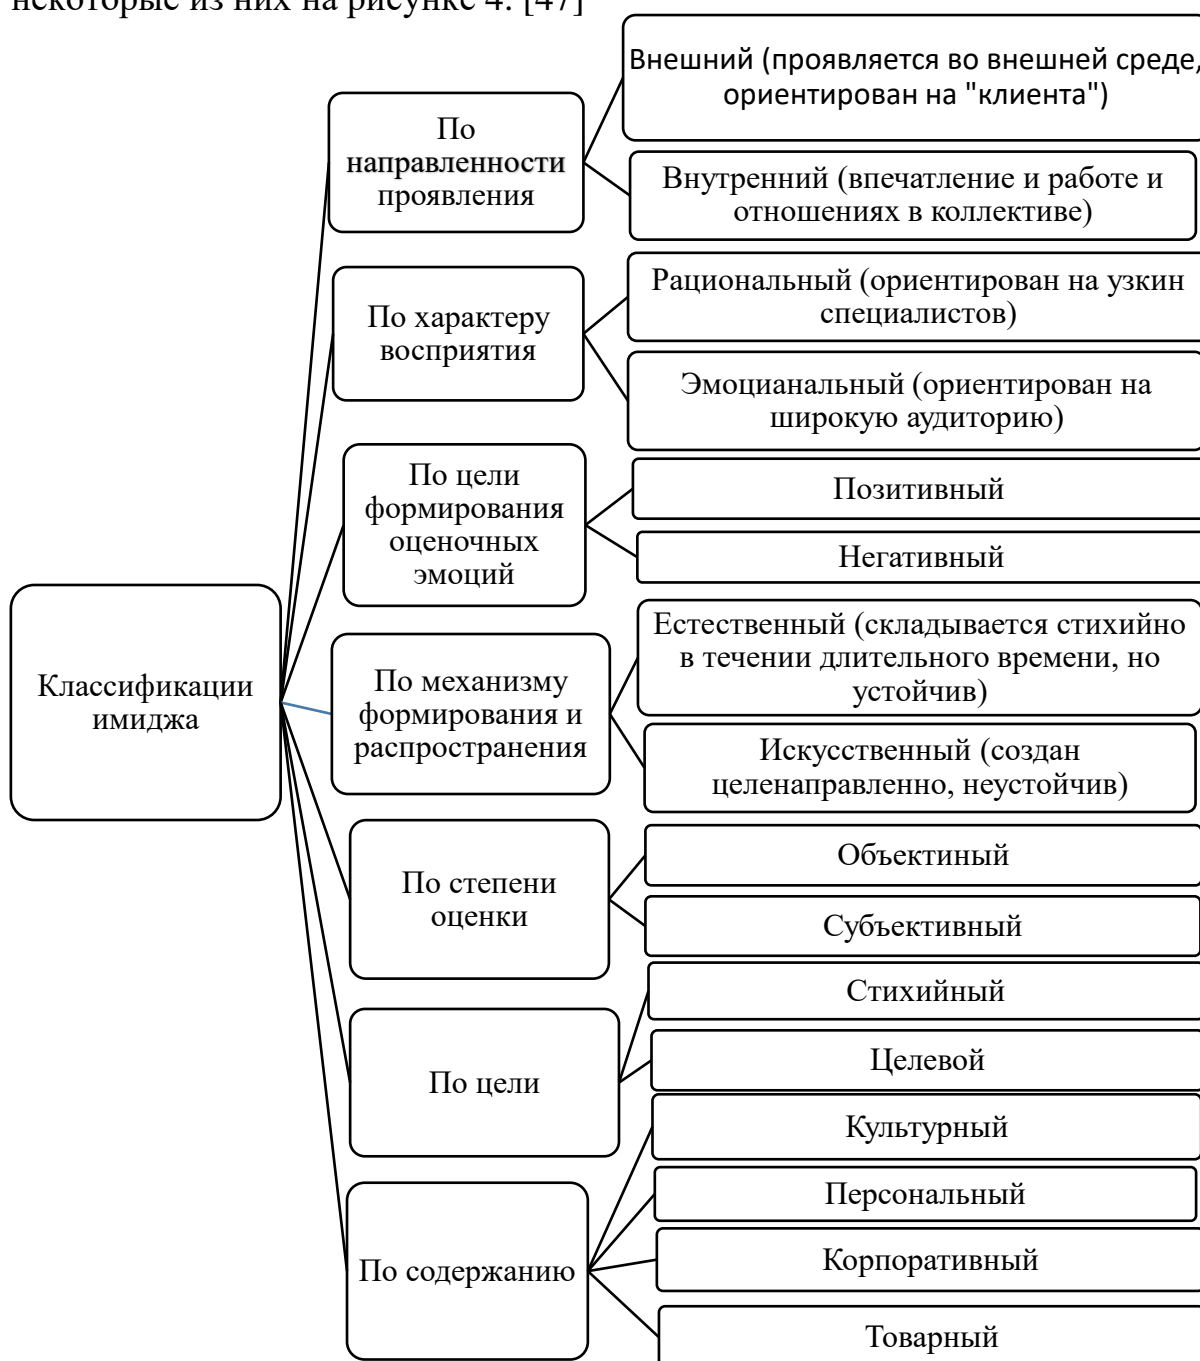 некоторые из них на рисунке 4. [47]
Внешний (проявляется во внешней среде,
ориентирован на "клиента")
По
направленности
проявления
Внутренний (впечатление и работе и
отношениях в коллективе)
Рациональный (ориентирован на узкин
специалистов)
По характеру
восприятия
Эмоцианальный (ориентирован на
широкую аудиторию)
По цели
формирования
оценочных
эмоций
Позитивный
Негативный
Классификации
имиджа
Естественный (складывается стихийно
в течении длительного времени, но
устойчив)
По механизму
формирования и
распространения
Искусственный (создан
целенаправленно, неустойчив)
По степени
оценки
Объектиный
Субъективный
Стихийный
По цели
Целевой
Культурный
Персональный
По содержанию
Корпоративный
Товарный